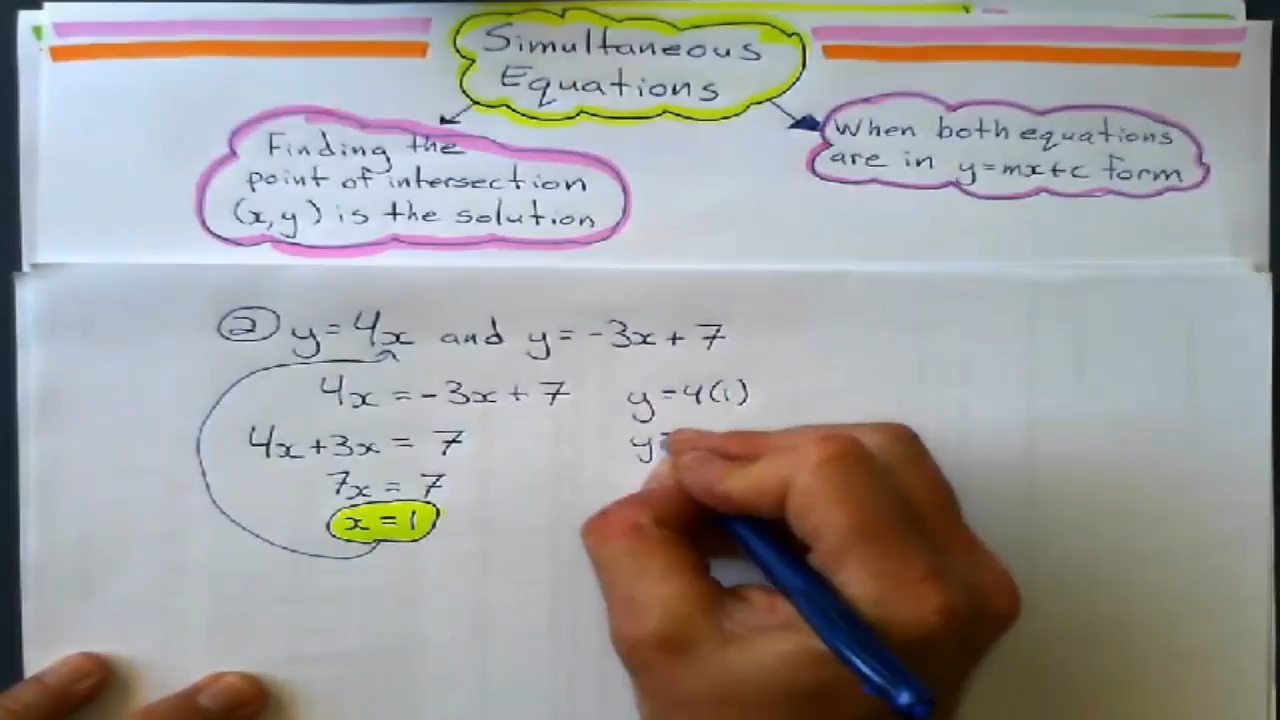 Simultaneous
Equations
Finding the
point of intersection
(x,y) is the solution
When both equations
are in y=mx+c form
② y=4x and y=-3x+7
4x=-3x+7
4x+3x=7
7x=7
x=1
y=4(1)
y=